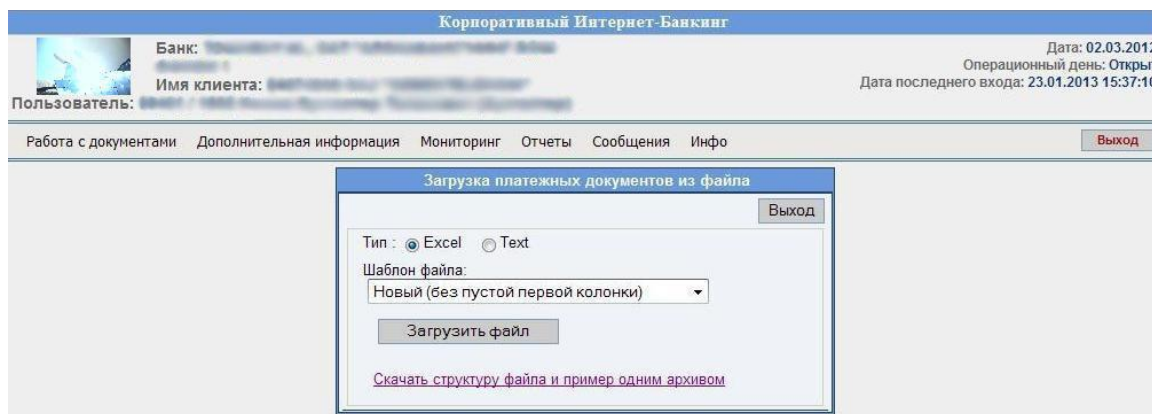 Корпоративный Интернет-Банкинг
Банк:
Дата: 02.03.2012
Операционный день: Откры
Имя клиента:
Дата последнего входа: 23.01.2013 15:37:10
Пользователь:
Работа с документами Дополнительная информация Мониторинг Отчеты Сообщения Инфо Выход
Загрузка платежных документов из файла
Выход
Тип : Excel Text
Шаблон файла:
Новый (без пустой первой колонки)
Загрузить файл
Скачать структуру файла и пример одним архивом